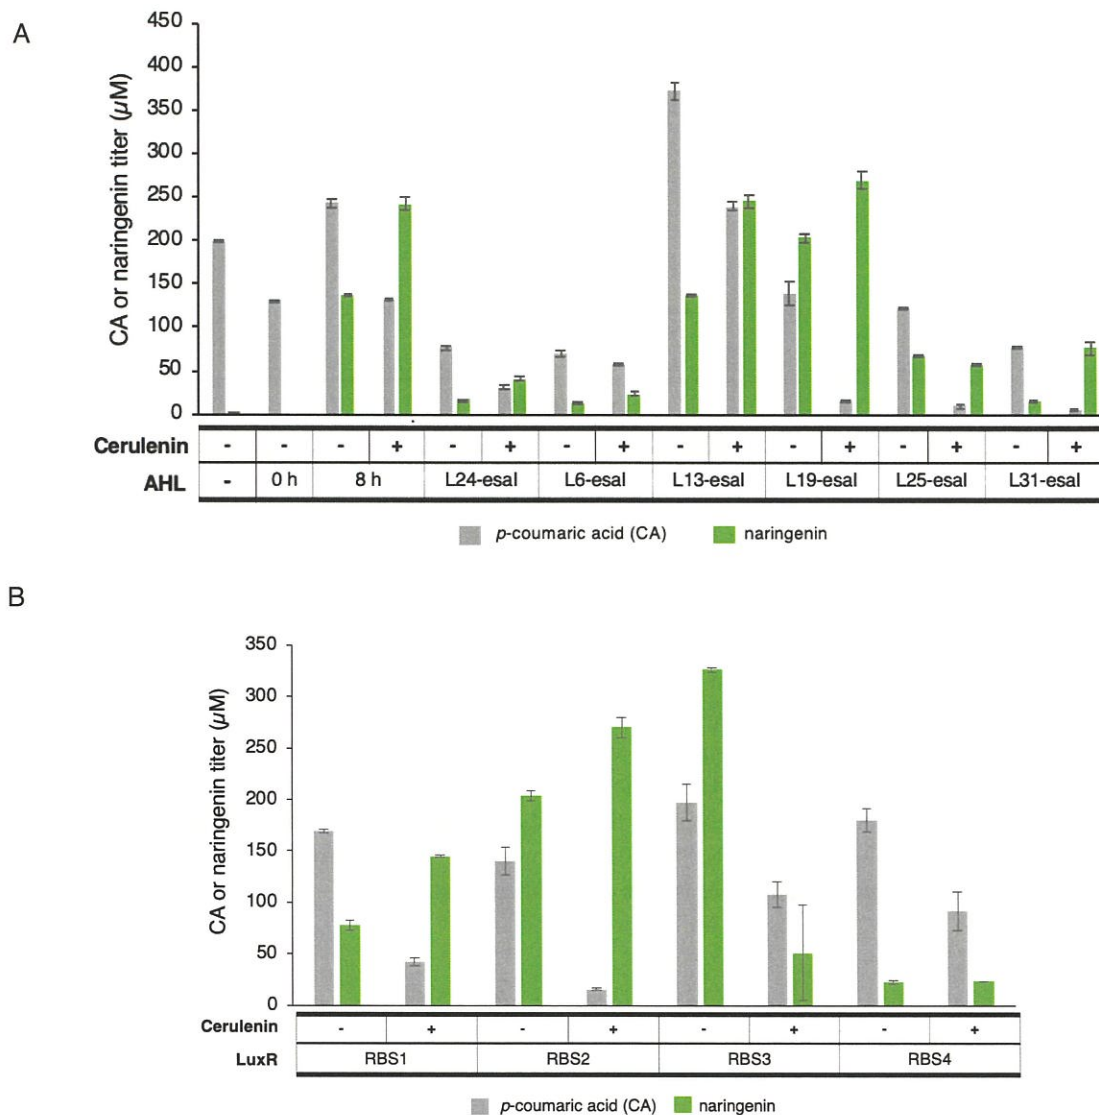 A
CA or naringenin titer (µM)
450
400
350
300
250
200
150
100
50
0
Cerulenin - - - + - + - + - + - + - + - +
AHL - 0 h 8 h L24-esal L6-esal L13-esal L19-esal L25-esal L31-esal
p-coumaric acid (CA) naringenin
B
CA or naringenin titer (µM)
350
300
250
200
150
100
50
0
Cerulenin - + - + - + - +
LuxR RBS1 RBS2 RBS3 RBS4
p-coumaric acid (CA) naringenin